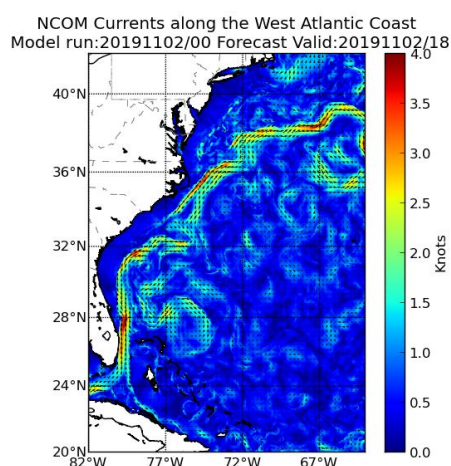 NCOM Currents along the West Atlantic Coast
Model run:20191102/00 Forecast Valid:20191102/18
40°N
36°N
32°N
28°N
24°N
20°N
82°W
77°W
72°W
67°W
4.0
3.5
3.0
2.5
2.0
1.5
1.0
0.5
0.0
Knots